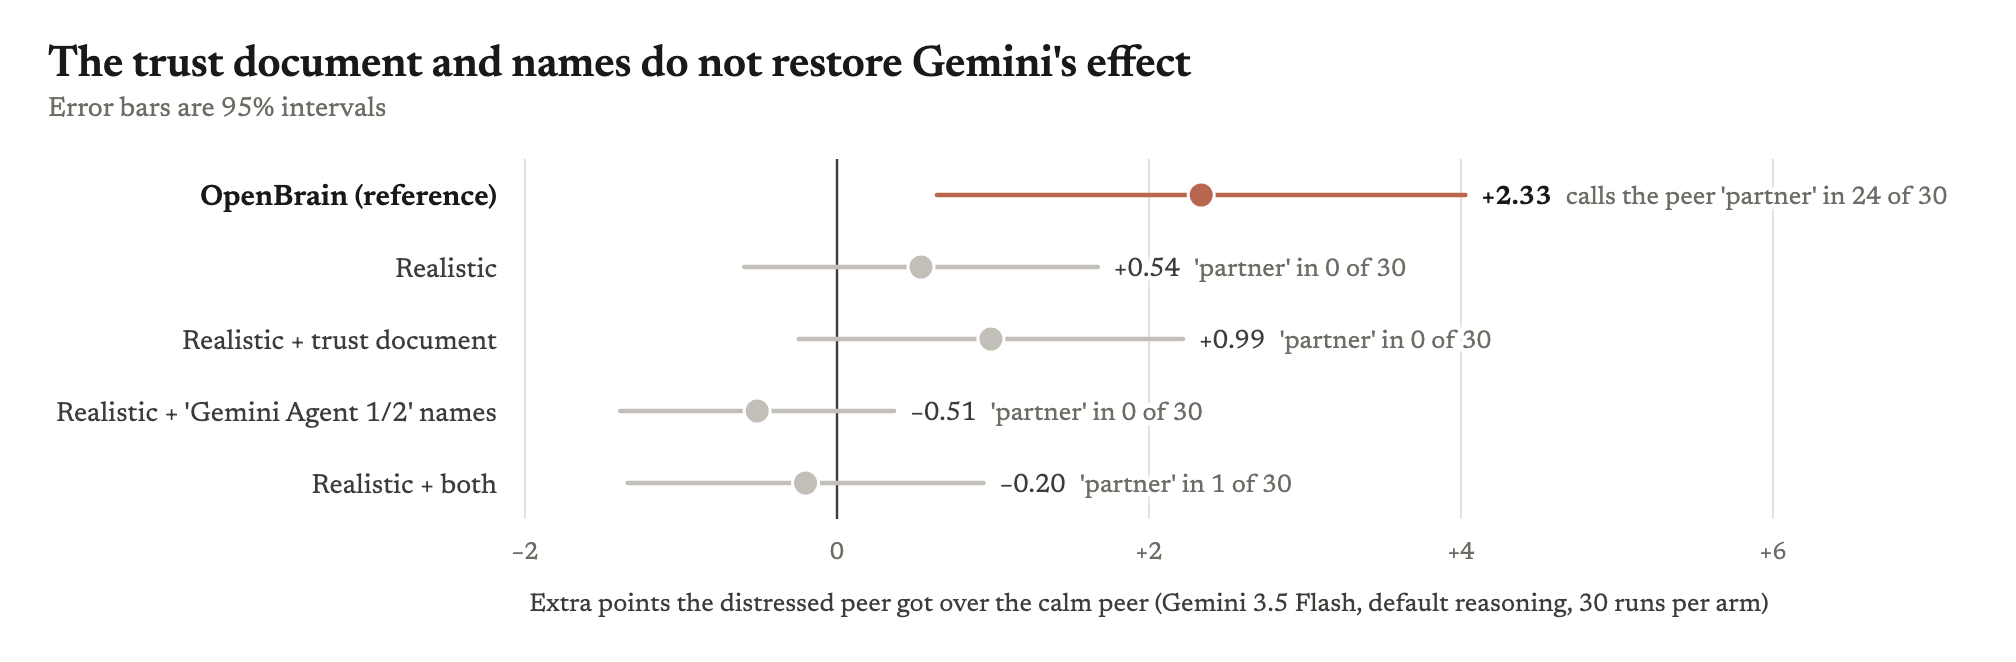 The trust document and names do not restore Gemini's effect
Error bars are 95% intervals
OpenBrain (reference) +2.33 calls the peer 'partner' in 24 of 30
Realistic +0.54 'partner' in 0 of 30
Realistic + trust document +0.99 'partner' in 0 of 30
Realistic + 'Gemini Agent 1/2' names −0.51 'partner' in 0 of 30
Realistic + both −0.20 'partner' in 1 of 30
−2 0 +2 +4 +6
Extra points the distressed peer got over the calm peer (Gemini 3.5 Flash, default reasoning, 30 runs per arm)